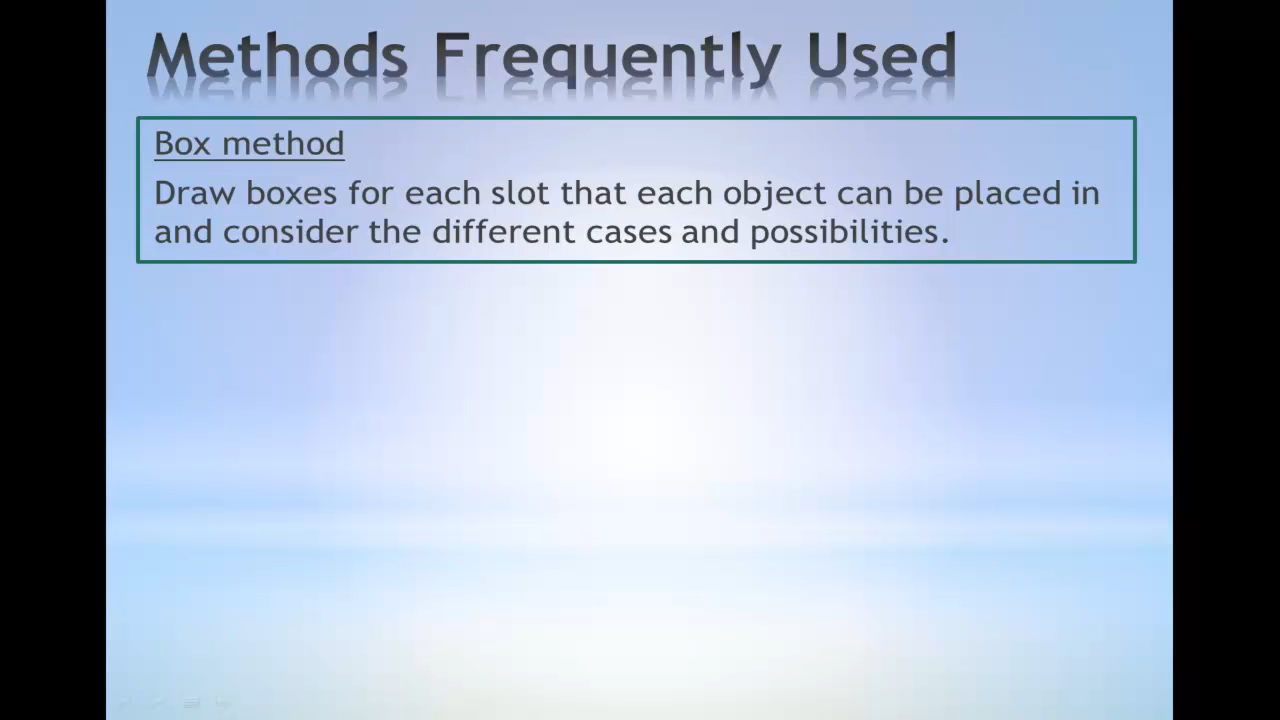 Methods Frequently Used
Box method
Draw boxes for each slot that each object can be placed in
and consider the different cases and possibilities.